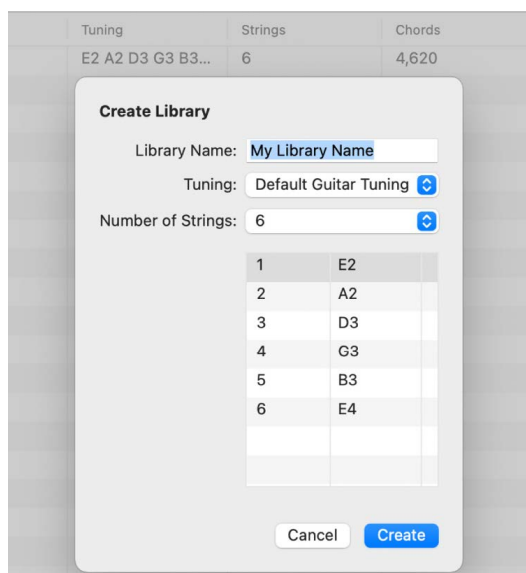 Tuning Strings Chords
E2 A2 D3 G3 B3... 6 4,620
Create Library
Library Name: My Library Name
Tuning: Default Guitar Tuning
Number of Strings: 6
1 E2
2 A2
3 D3
4 G3
5 B3
6 E4
Cancel Create